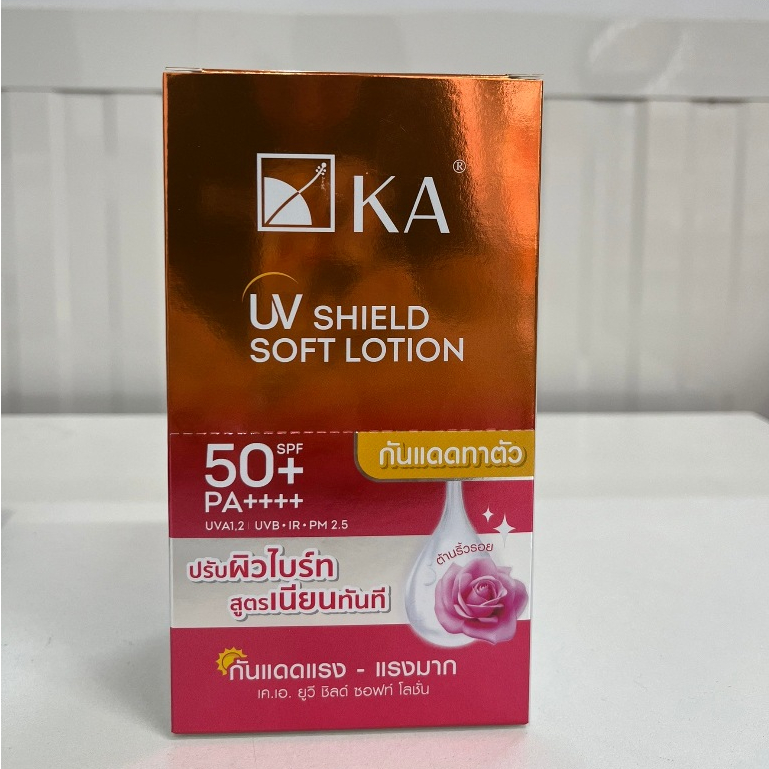 KA®
UV SHIELD
SOFT LOTION
50+ SPF
PA++++
UVA1,2 | UVB • IR • PM 2.5
กันแดดทาตัว
ต้านริ้วรอย
ปรับผิวไบร์ท
สูตรเนียนทันที
กันแดดแรง - แรงมาก
เค.เอ. ยูวี ชิลด์ ซอฟท์ โลชั่น